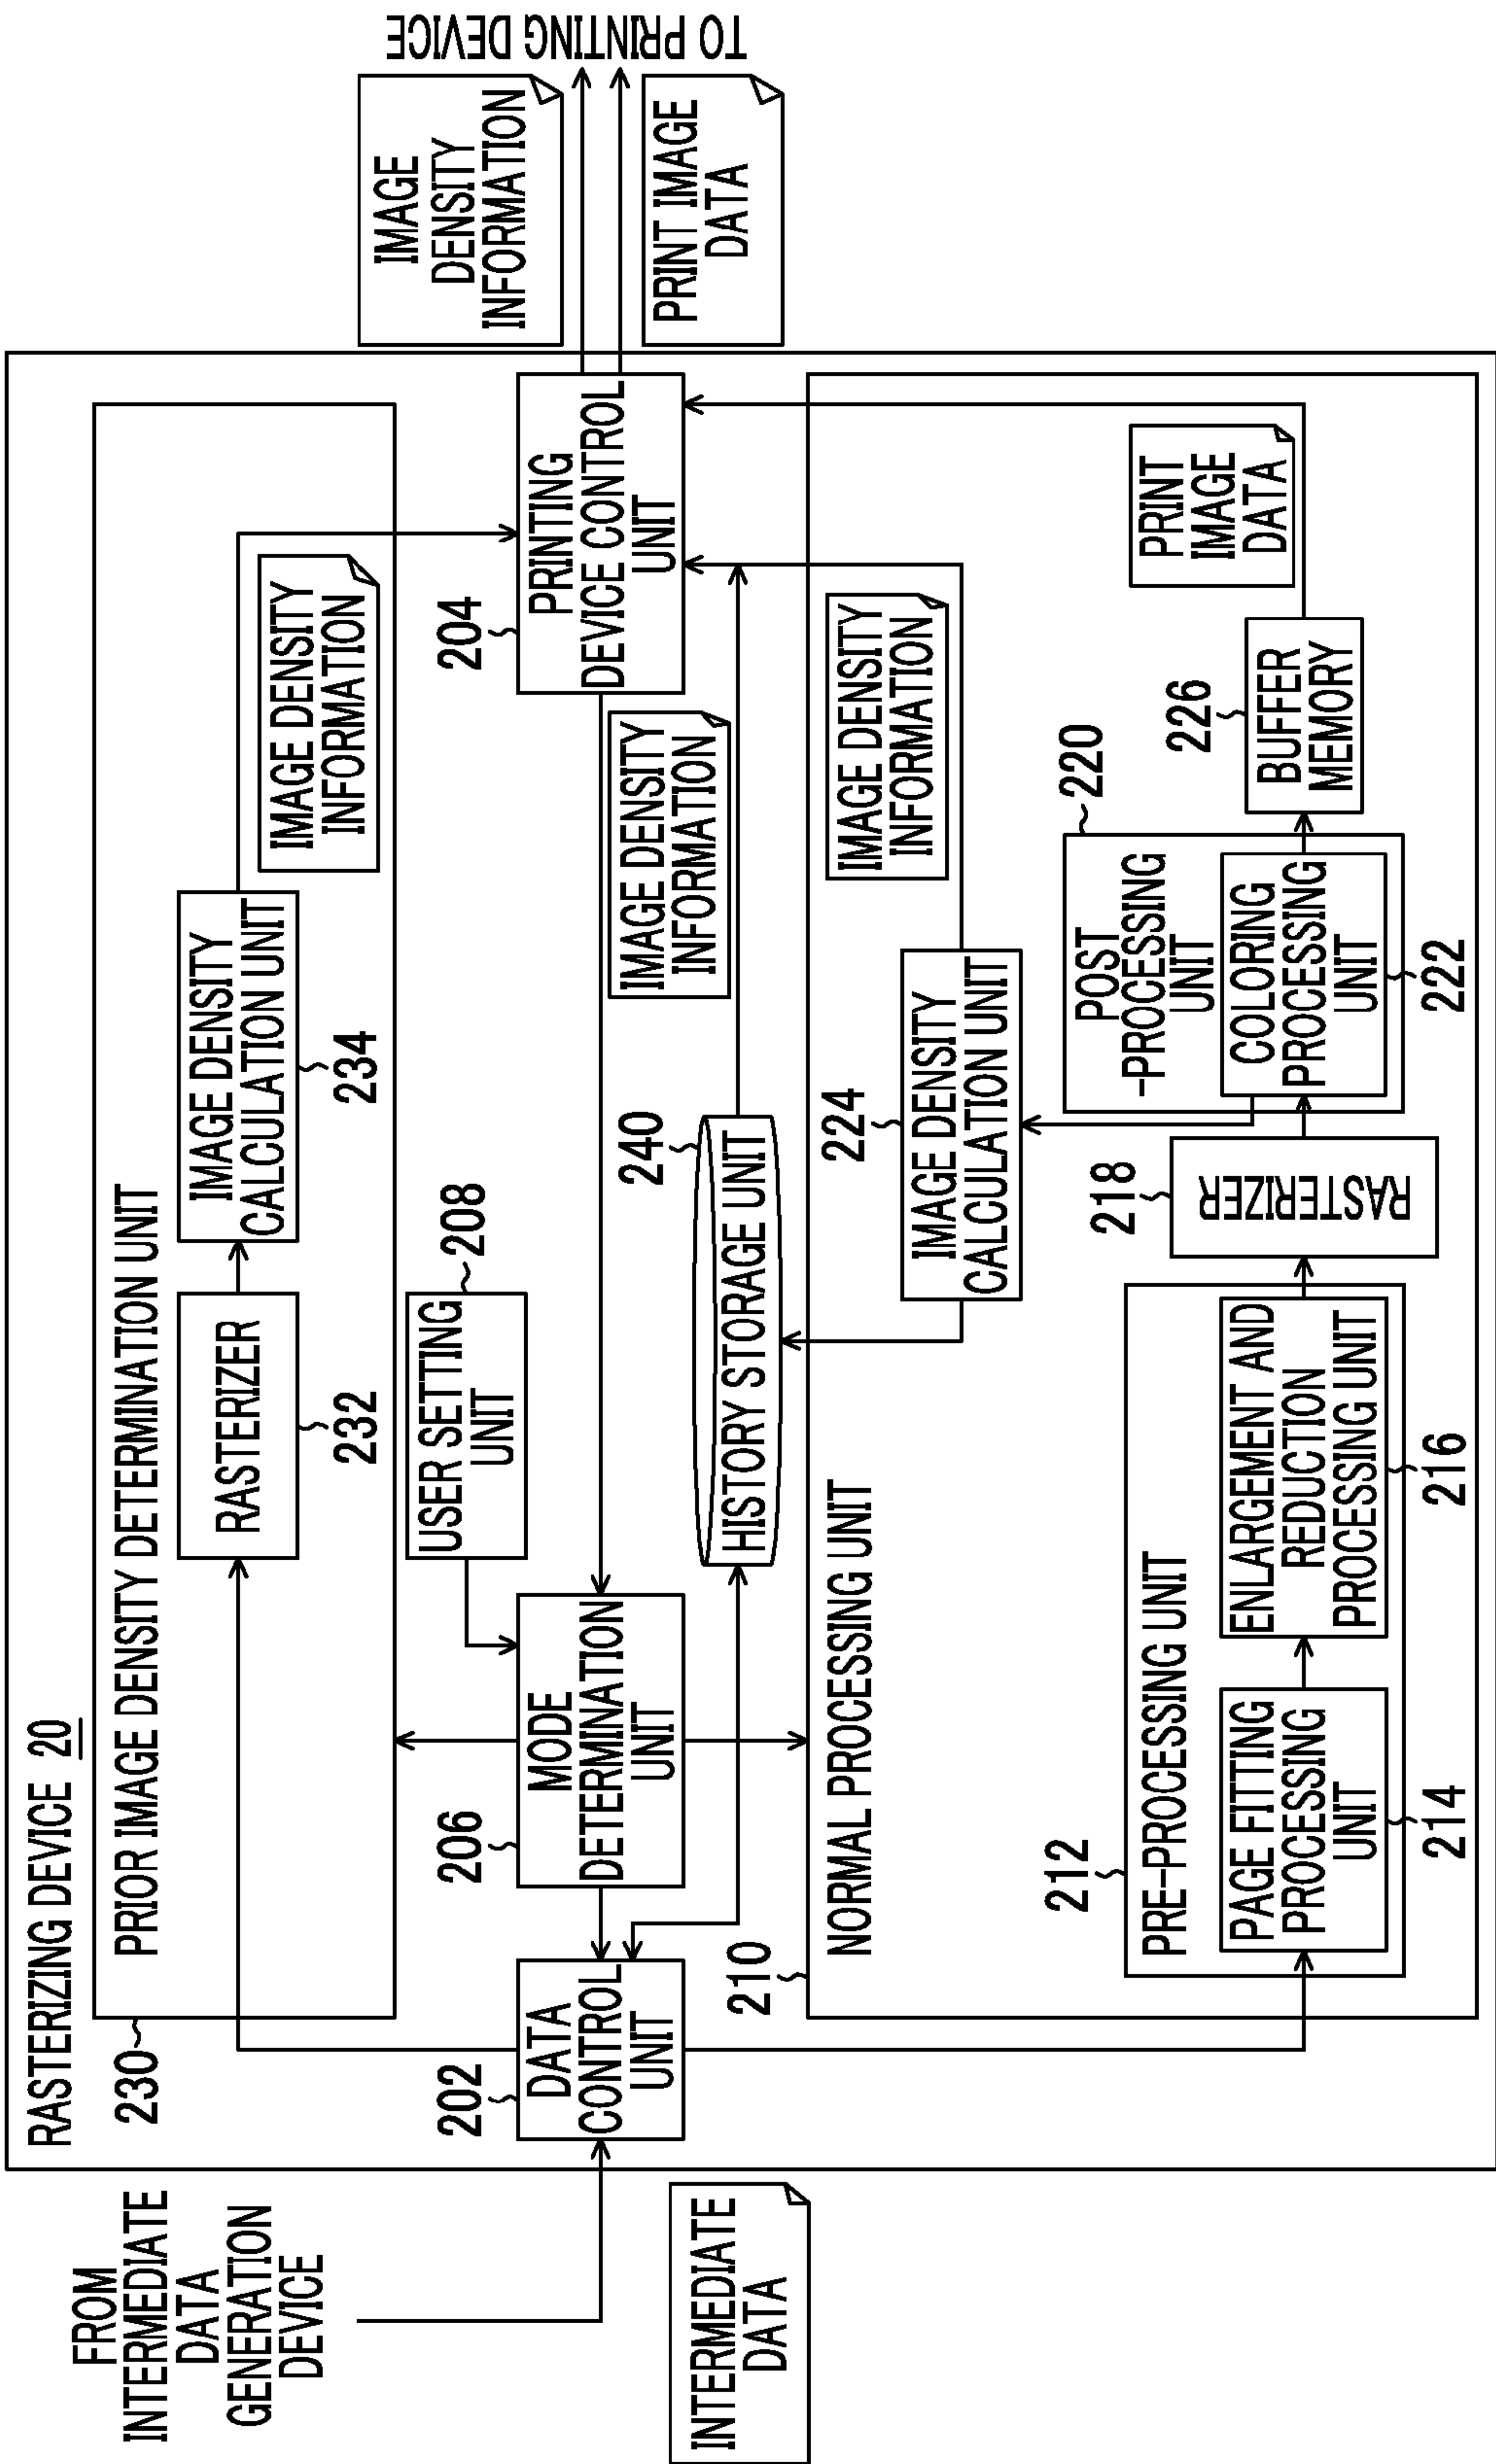 RASTERIZING DEVICE 20
FROM
INTERMEDIATE
DATA
GENERATION
DEVICE
INTERMEDIATE
DATA
230
PRIOR IMAGE DENSITY DETERMINATION UNIT
RASTERIZER
232
IMAGE DENSITY
CALCULATION UNIT
234
IMAGE DENSITY
INFORMATION
202
DATA
CONTROL
UNIT
206
MODE
DETERMINATION
UNIT
USER SETTING
UNIT
208
240
HISTORY STORAGE UNIT
IMAGE DENSITY
INFORMATION
204
PRINTING
DEVICE CONTROL
UNIT
IMAGE
DENSITY
INFORMATION
TO PRINTING DEVICE
PRINT IMAGE
DATA
210
NORMAL PROCESSING UNIT
212
PRE-PROCESSING UNIT
PAGE FITTING
PROCESSING
UNIT
214
ENLARGEMENT AND
REDUCTION
PROCESSING UNIT
216
218
RASTERIZER
224
IMAGE DENSITY
CALCULATION UNIT
IMAGE DENSITY
INFORMATION
220
POST
-PROCESSING
UNIT
COLORING
PROCESSING
UNIT
222
226
BUFFER
MEMORY
PRINT
IMAGE
DATA